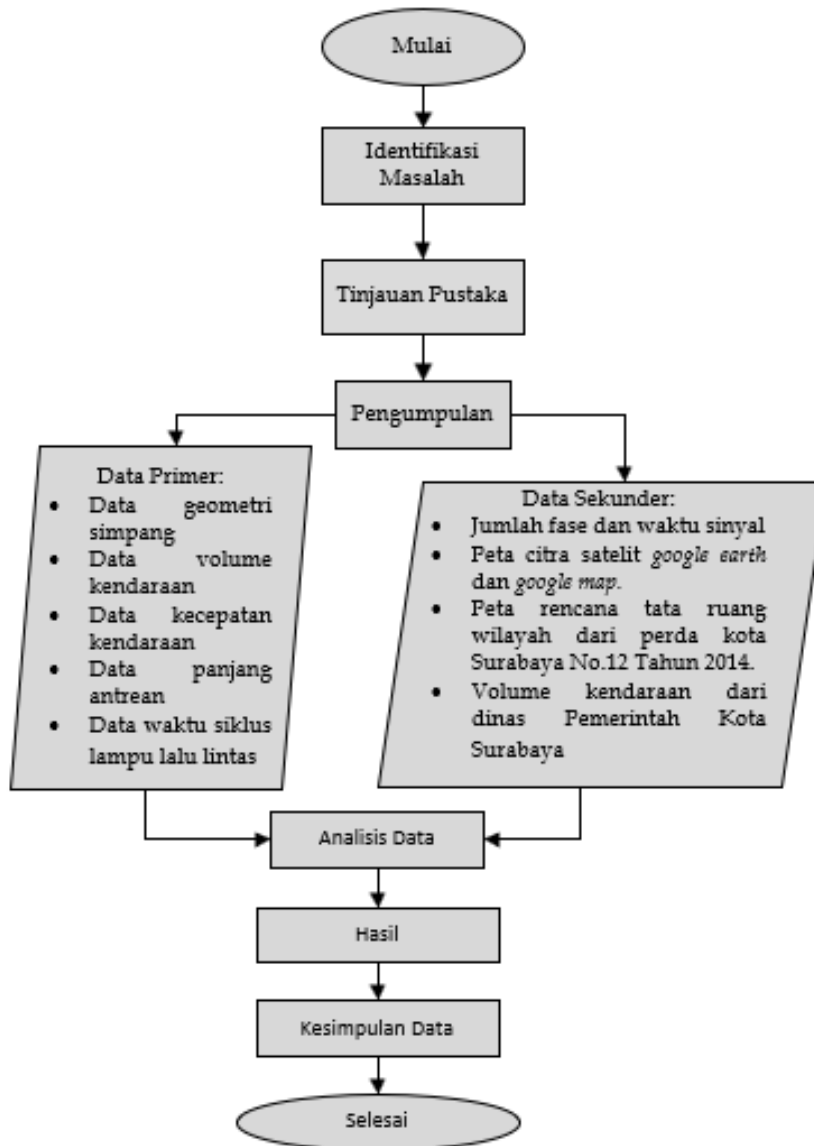 Mulai
Identifikasi
Masalah
Tinjauan Pustaka
Pengumpulan
Data Primer:
• Data geometri
simpang
• Data volume
kendaraan
• Data kecepatan
kendaraan
• Data panjang
antrean
• Data waktu siklus
lampu lalu lintas
Data Sekunder:
• Jumlah fase dan waktu sinyal
• Peta citra satelit google earth
dan google map.
• Peta rencana tata ruang
wilayah dari perda kota
Surabaya No.12 Tahun 2014.
• Volume kendaraan dari
dinas Pemerintah Kota
Surabaya
Analisis Data
Hasil
Kesimpulan Data
Selesai